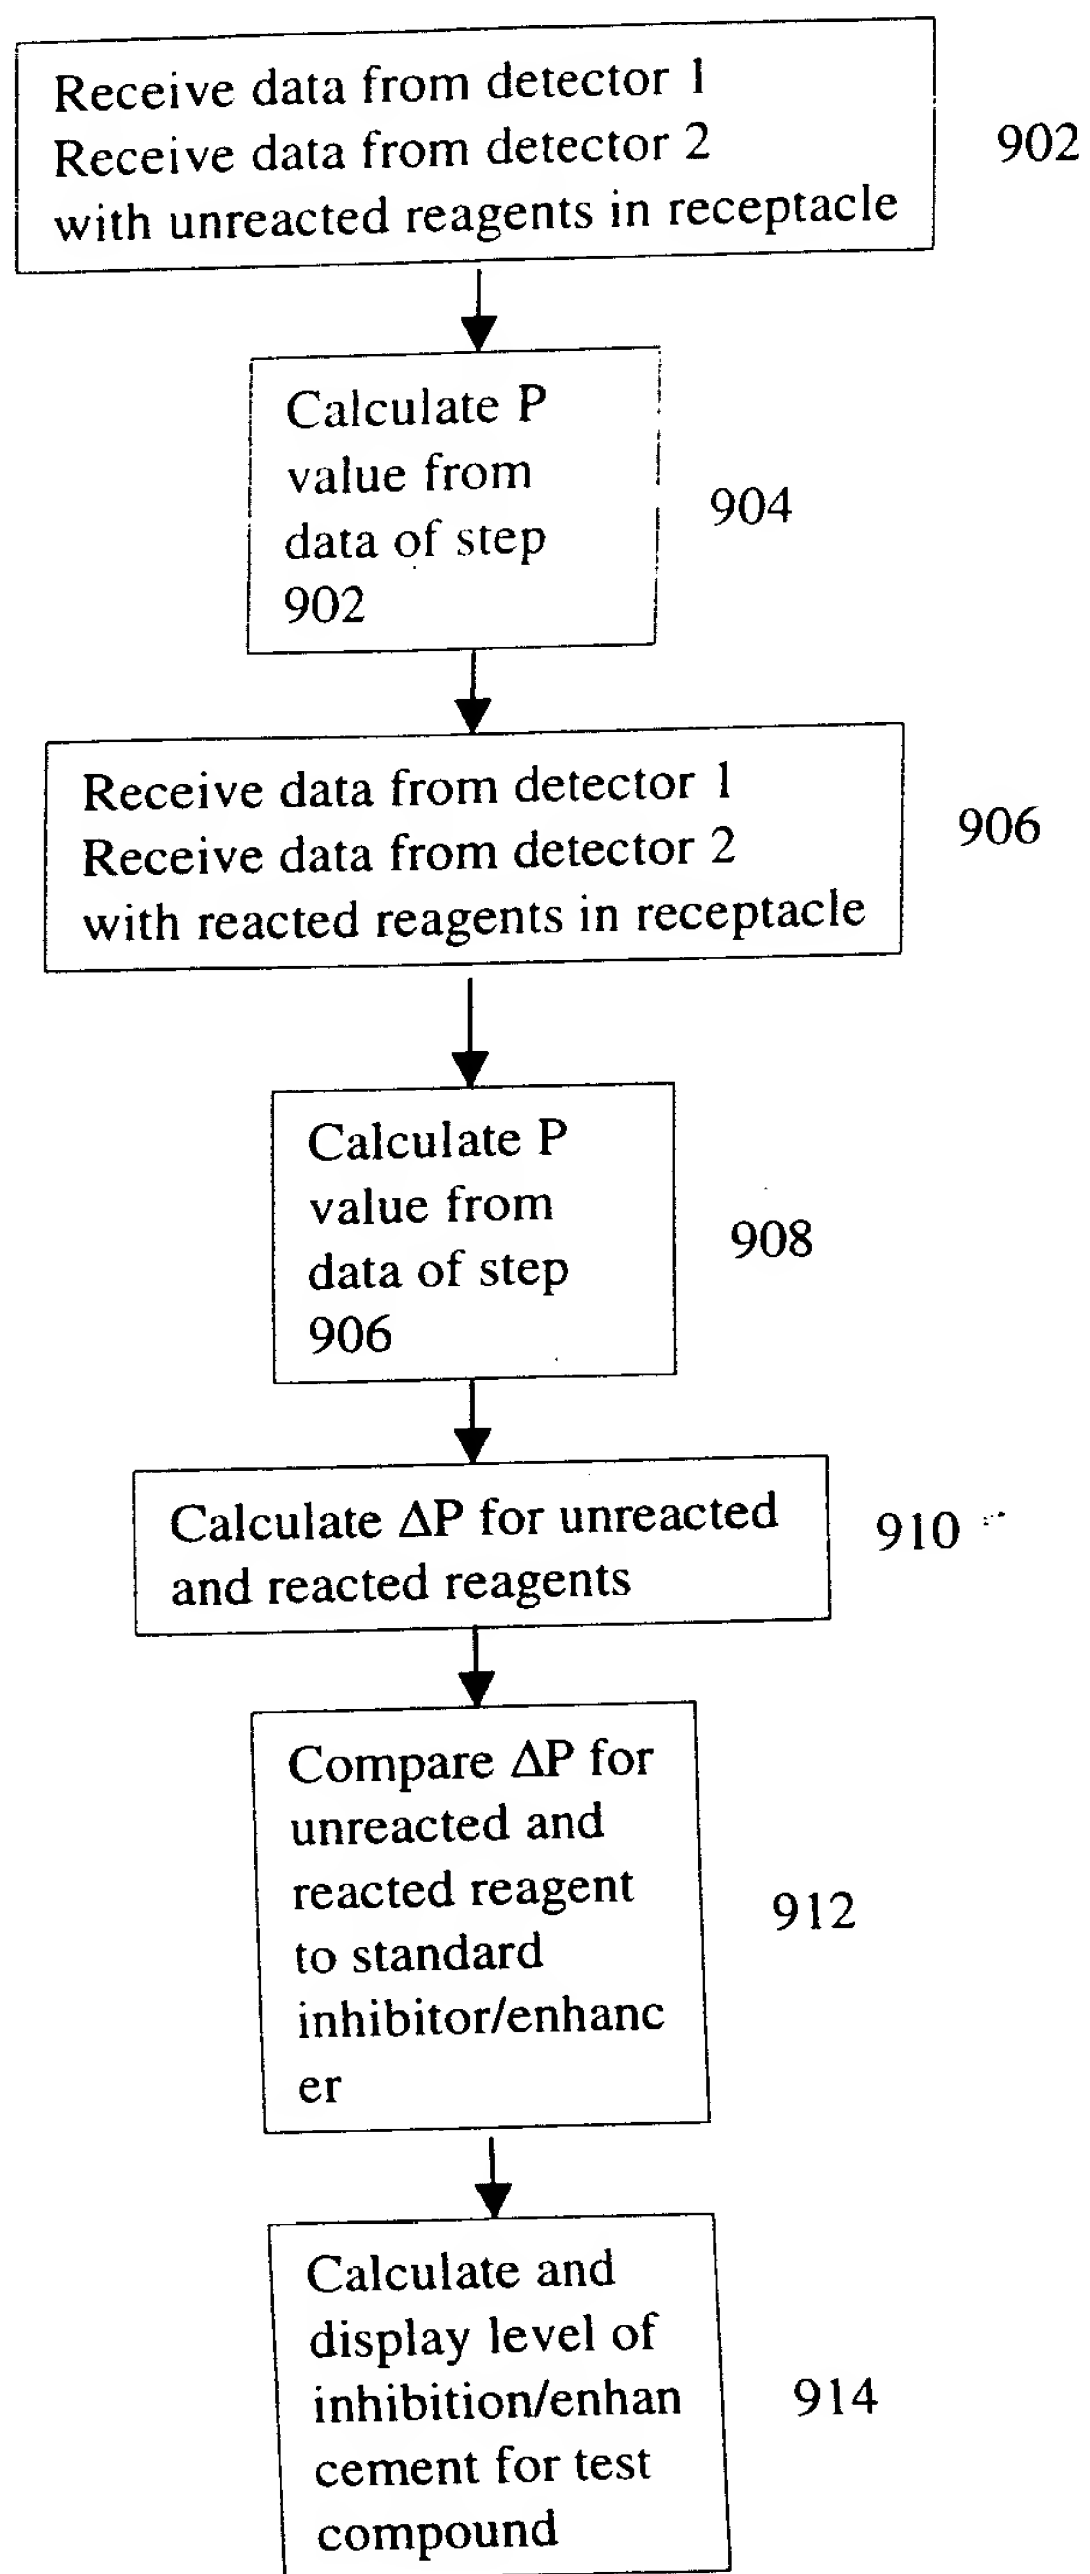 Receive data from detector 1
Receive data from detector 2
with unreacted reagents in receptacle
902
Calculate P
value from
data of step
902
904
Receive data from detector 1
Receive data from detector 2
with reacted reagents in receptacle
906
Calculate P
value from
data of step
906
908
Calculate ΔP for unreacted
and reacted reagents
910
Compare ΔP for
unreacted and
reacted reagent
to standard
inhibitor/enhanc
er
912
Calculate and
display level of
inhibition/enhan
cement for test
compound
914